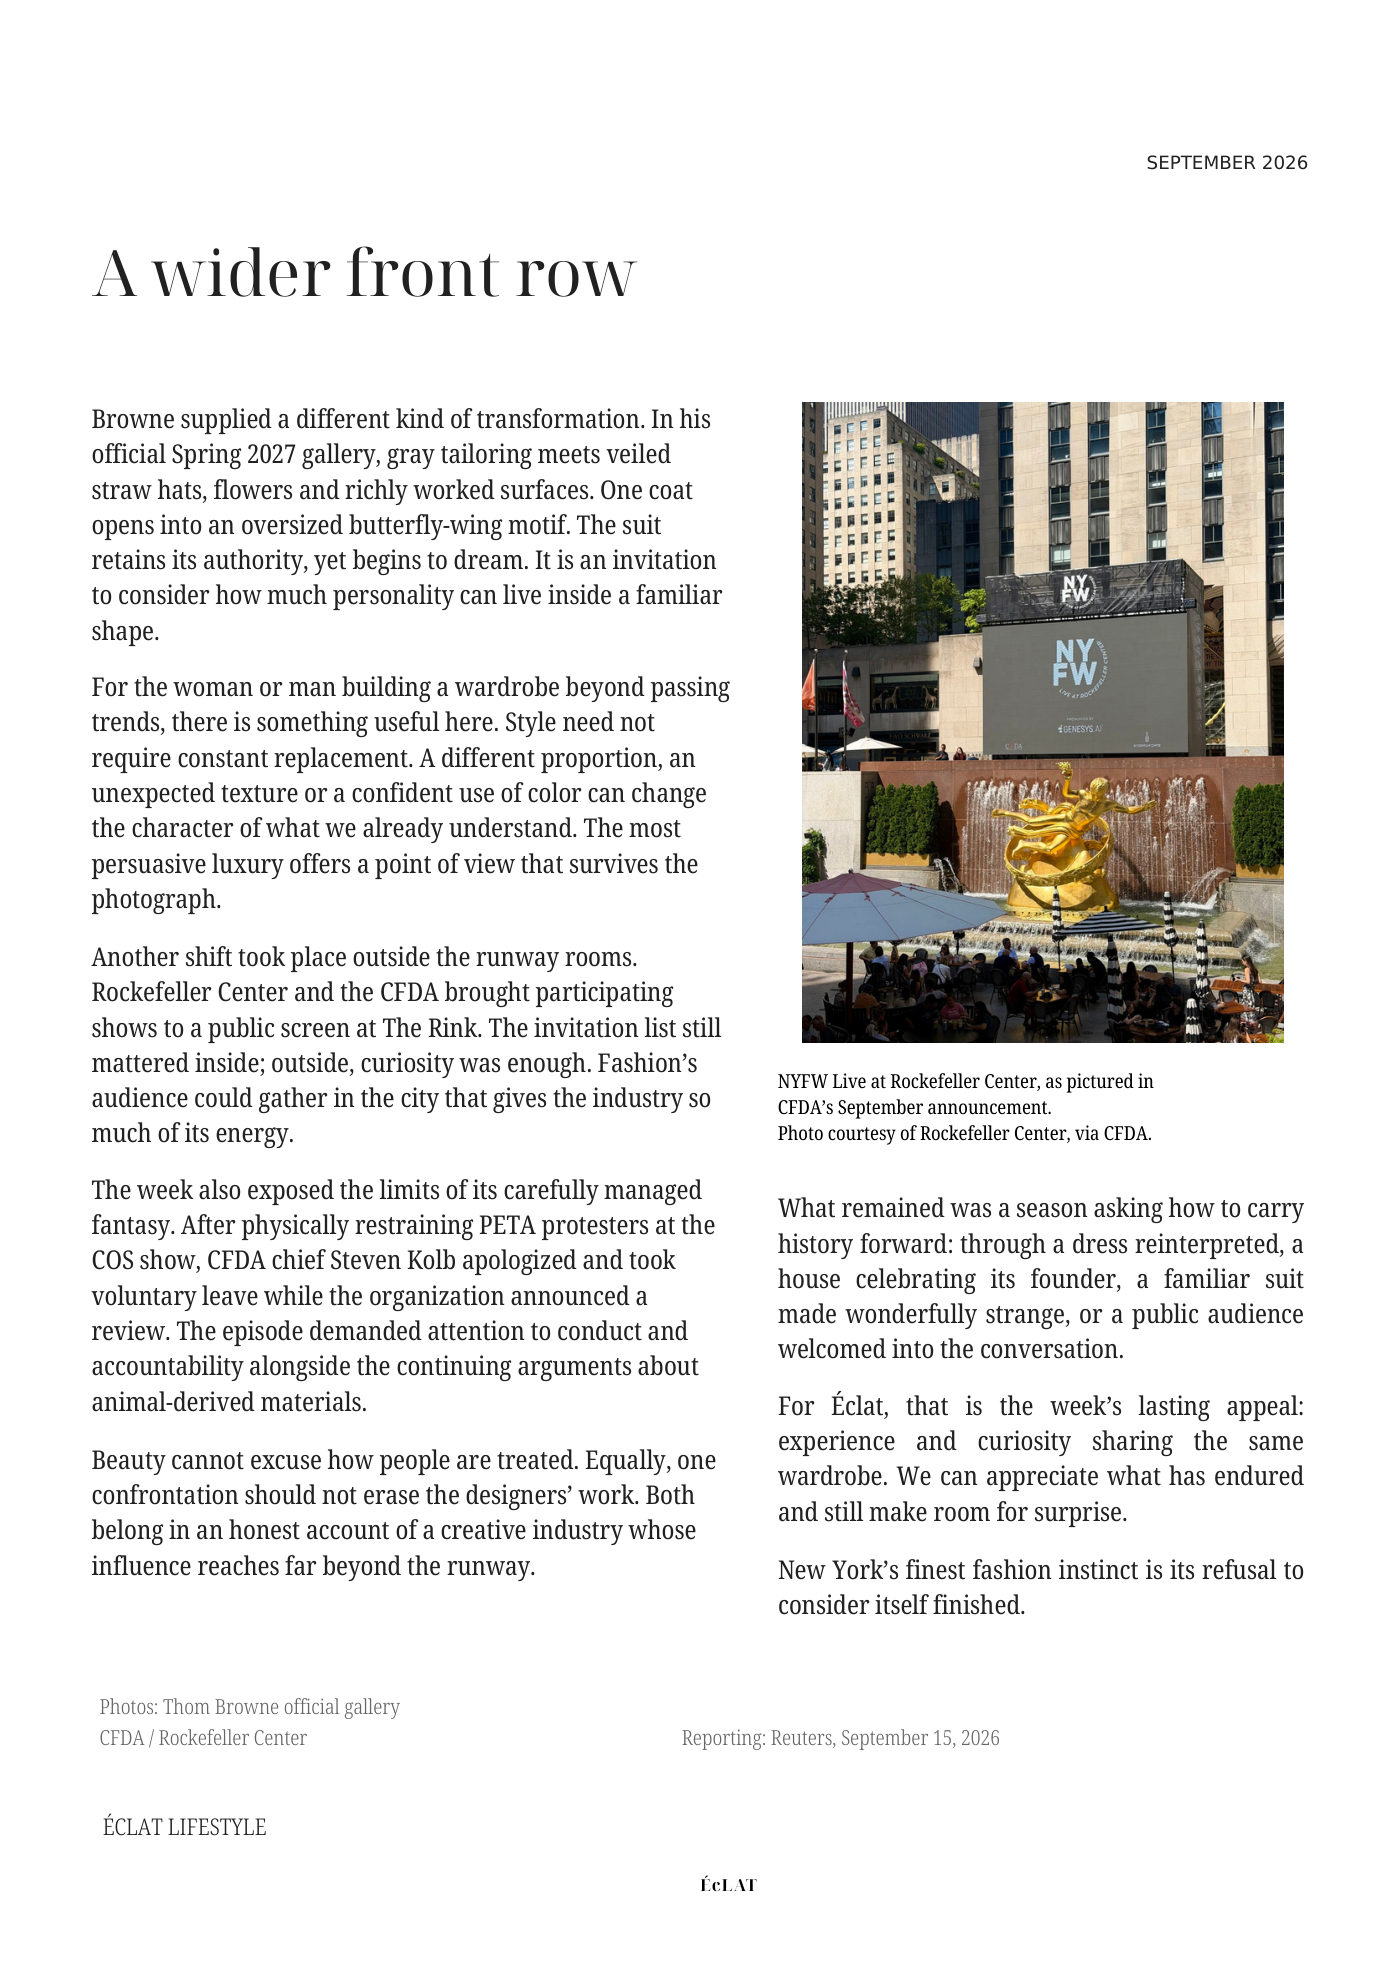 SEPTEMBER 2026
A wider front row
Browne supplied a different kind of transformation. In his
official Spring 2027 gallery, gray tailoring meets veiled
straw hats, flowers and richly worked surfaces. One coat
opens into an oversized butterfly-wing motif. The suit
retains its authority, yet begins to dream. It is an invitation
to consider how much personality can live inside a familiar
shape.
For the woman or man building a wardrobe beyond passing
trends, there is something useful here. Style need not
require constant replacement. A different proportion, an
unexpected texture or a confident use of color can change
the character of what we already understand. The most
persuasive luxury offers a point of view that survives the
photograph.
Another shift took place outside the runway rooms.
Rockefeller Center and the CFDA brought participating
shows to a public screen at The Rink. The invitation list still
mattered inside; outside, curiosity was enough. Fashion’s
audience could gather in the city that gives the industry so
much of its energy.
The week also exposed the limits of its carefully managed
fantasy. After physically restraining PETA protesters at the
COS show, CFDA chief Steven Kolb apologized and took
voluntary leave while the organization announced a
review. The episode demanded attention to conduct and
accountability alongside the continuing arguments about
animal-derived materials.
Beauty cannot excuse how people are treated. Equally, one
confrontation should not erase the designers’ work. Both
belong in an honest account of a creative industry whose
influence reaches far beyond the runway.
NY
FW
NY
FW
LIVE AT ROCKEFELLER CENTER
GENESYS.AI
FAO SCHWARZ
NYFW Live at Rockefeller Center, as pictured in
CFDA’s September announcement.
Photo courtesy of Rockefeller Center, via CFDA.
What remained was a season asking how to carry
history forward: through a dress reinterpreted, a
house celebrating its founder, a familiar suit
made wonderfully strange, or a public audience
welcomed into the conversation.
For Éclat, that is the week’s lasting appeal:
experience and curiosity sharing the same
wardrobe. We can appreciate what has endured
and still make room for surprise.
New York’s finest fashion instinct is its refusal to
consider itself finished.
Photos: Thom Browne official gallery
CFDA / Rockefeller Center
Reporting: Reuters, September 15, 2026
ÉCLAT LIFESTYLE
ÉcLAT